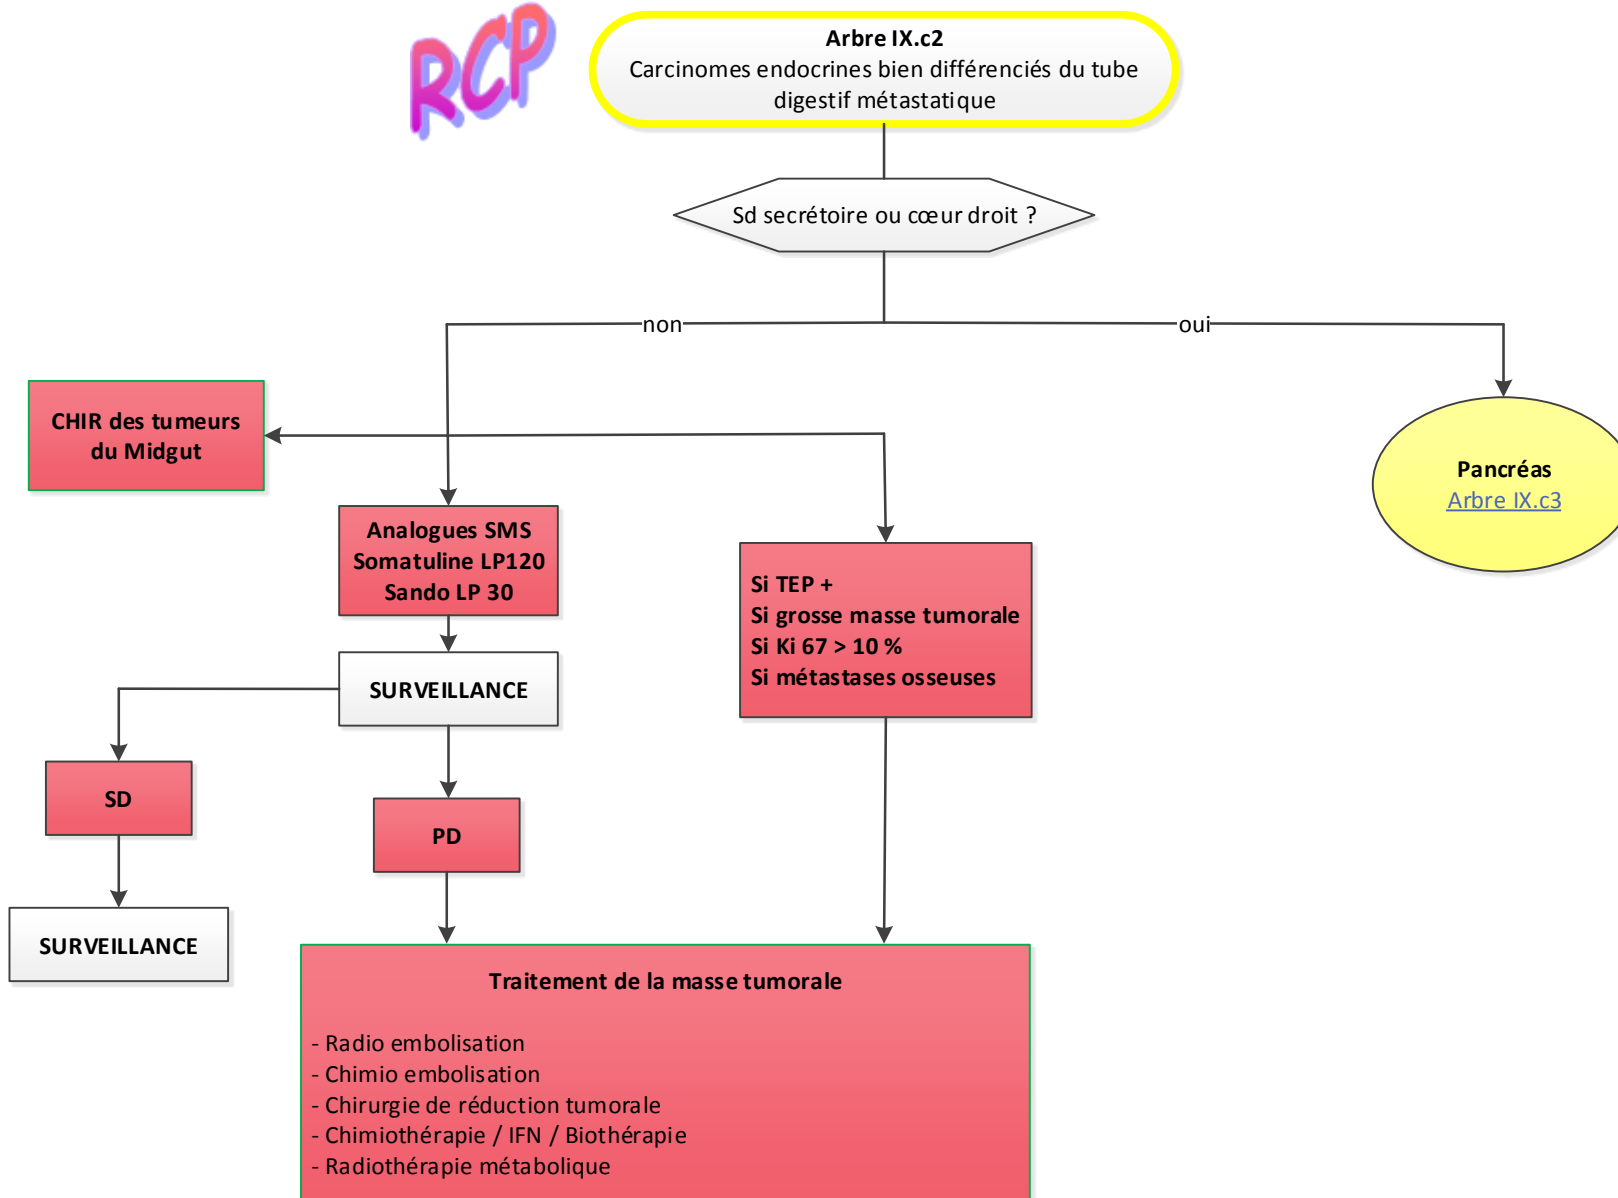 RCP
Arbre IX.c2
Carcinomes endocrines bien différenciés du tube
digestif métastatique
Sd secrétoire ou cœur droit ?
non
oui
CHIR des tumeurs
du Midgut
Pancréas
Arbre IX.c3
Analogues SMS
Somatuline LP120
Sando LP 30
Si TEP +
Si grosse masse tumorale
Si Ki 67 > 10 %
Si métastases osseuses
SURVEILLANCE
SD
PD
SURVEILLANCE
Traitement de la masse tumorale
- Radio embolisation
- Chimio embolisation
- Chirurgie de réduction tumorale
- Chimiothérapie / IFN / Biothérapie
- Radiothérapie métabolique